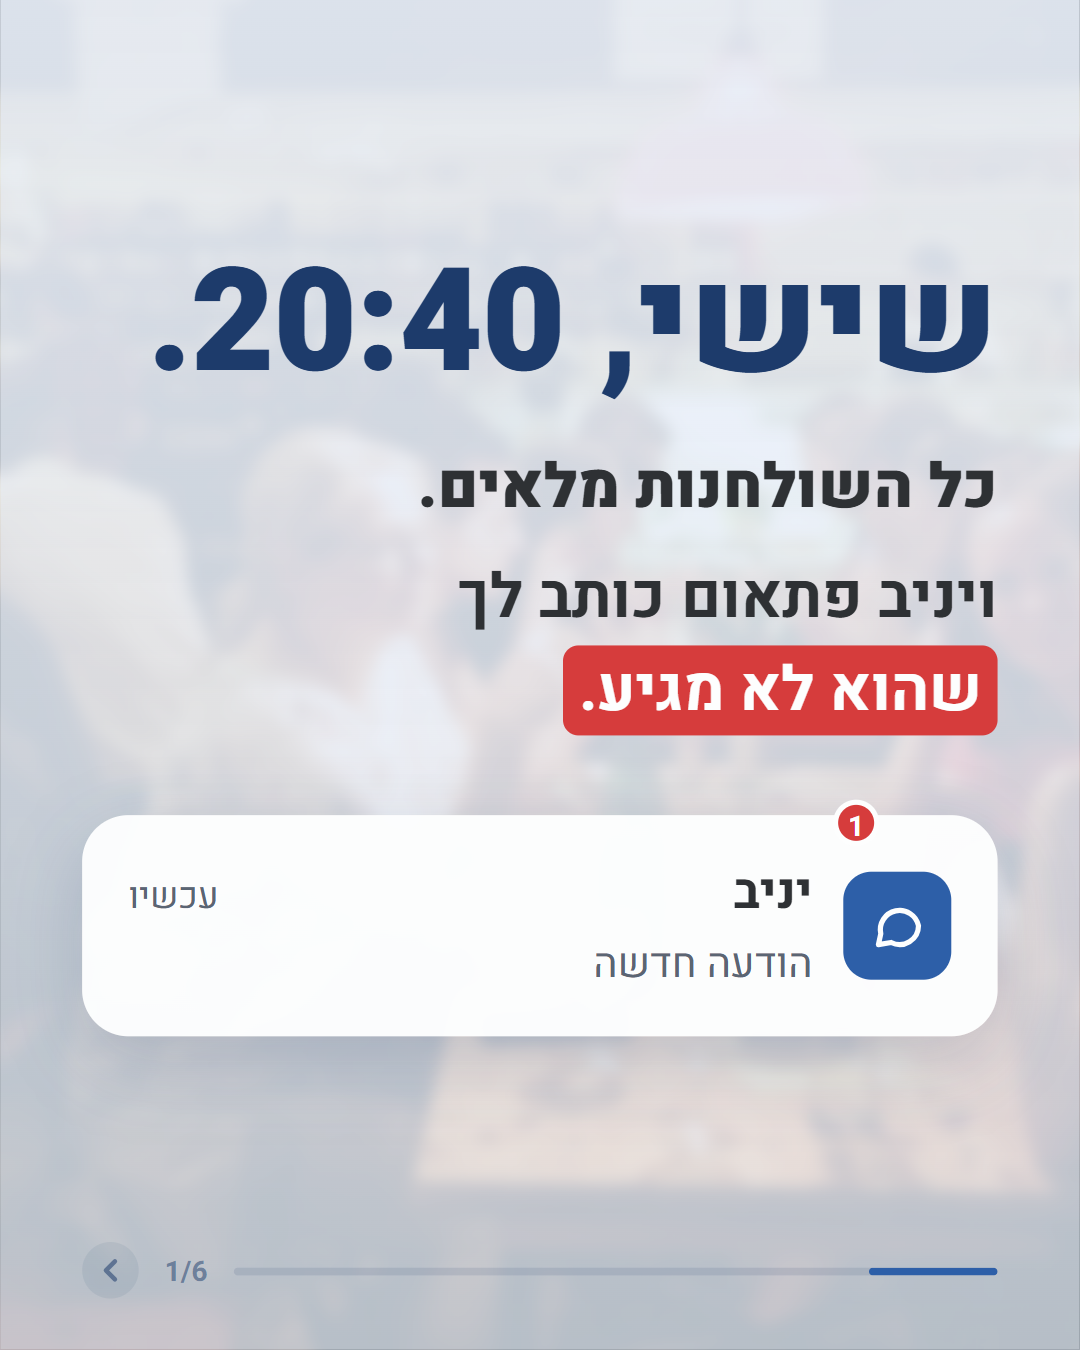 שישי, 20:40.
כל השולחנות מלאים.
ויניב פתאום כותב לך
שהוא לא מגיע.
1
יניב
עכשיו
הודעה חדשה
1/6